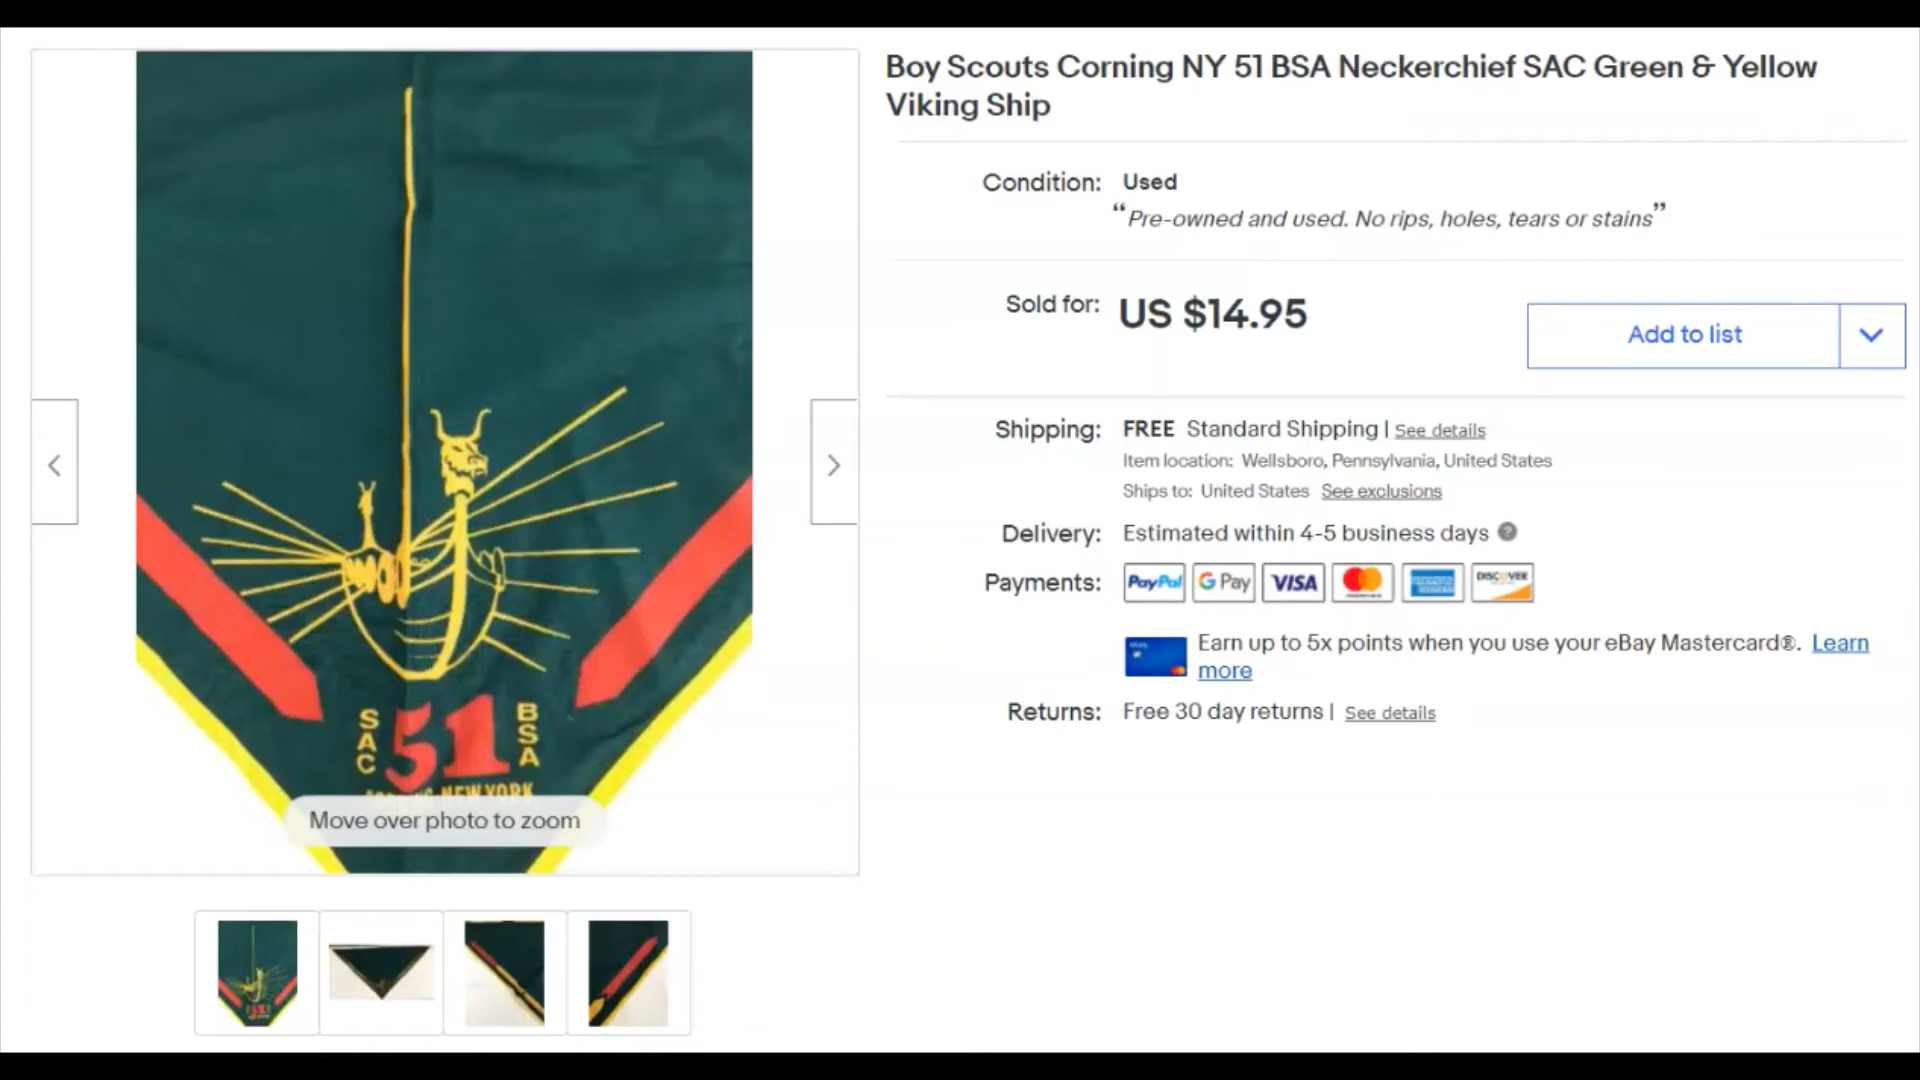 Boy Scouts Corning NY 51 BSA Neckerchief SAC Green & Yellow
Viking Ship
Condition: Used
“Pre-owned and used. No rips, holes, tears or stains”
Sold for: US $14.95
Add to list
Shipping: FREE Standard Shipping | See details
Item location: Wellsboro, Pennsylvania, United States
Ships to: United States See exclusions
Delivery: Estimated within 4-5 business days
Payments: PayPal G Pay VISA DISCOVER
Earn up to 5x points when you use your eBay Mastercard®. Learn
more
Returns: Free 30 day returns | See details
SAC 51 BSA
NEW YORK
Move over photo to zoom